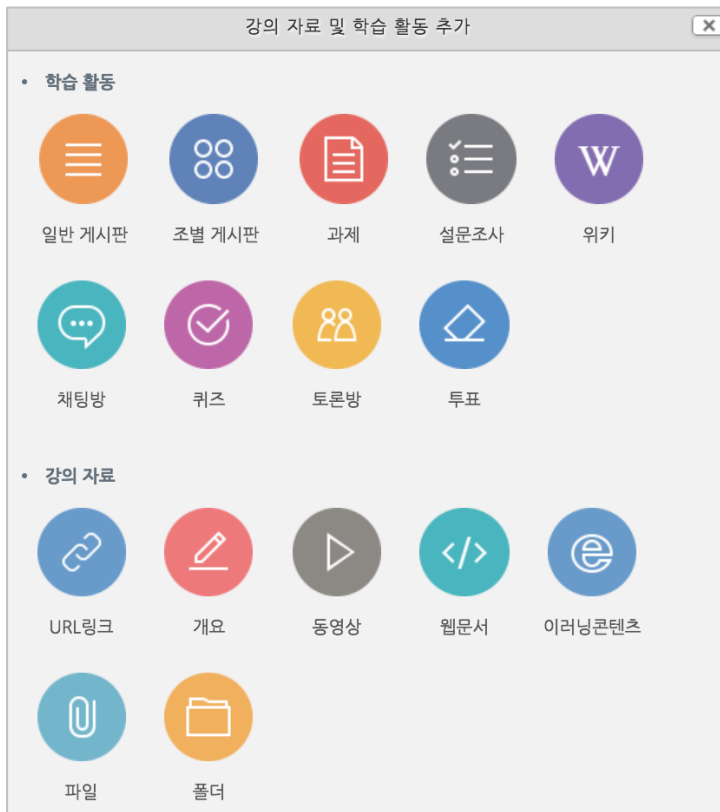 강의 자료 및 학습 활동 추가
• 학습 활동
일반 게시판 조별 게시판 과제 설문조사 위키
채팅방 퀴즈 토론방 투표
• 강의 자료
URL링크 개요 동영상 웹문서 이러닝콘텐츠
파일 폴더